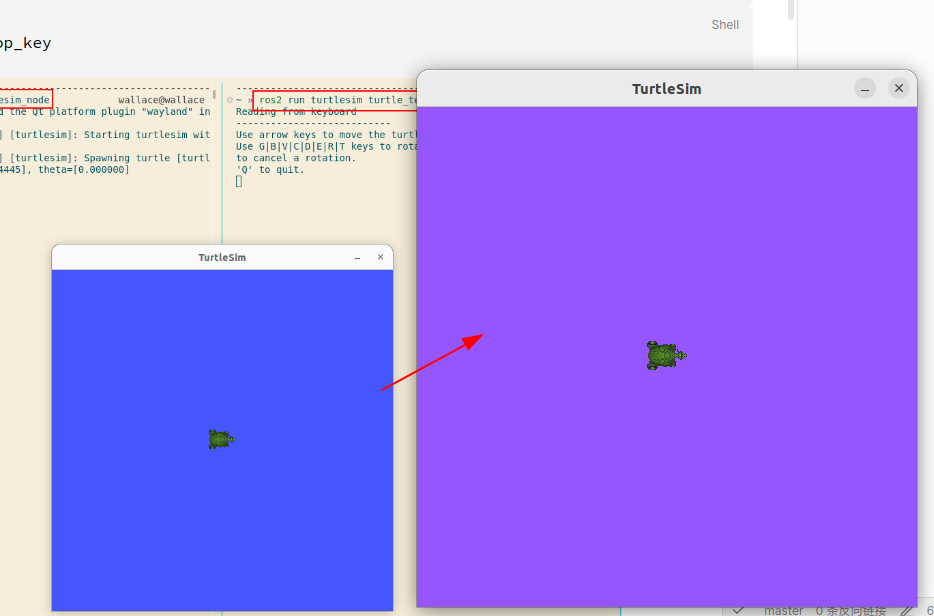 Shell
op_key
esim_node
wallace@wallace
d the Qt platform plugin "wayland" in
] [turtlesim]: Starting turtlesim wit
] [turtlesim]: Spawning turtle [turtl
4445], theta=[0.000000]
○ ~ » ros2 run turtlesim turtle_te
Reading from keyboard
---------------------------
Use arrow keys to move the turtl
Use G|B|V|C|D|E|R|T keys to rota
to cancel a rotation.
'Q' to quit.
TurtleSim
TurtleSim
master 0 条反向链接 6